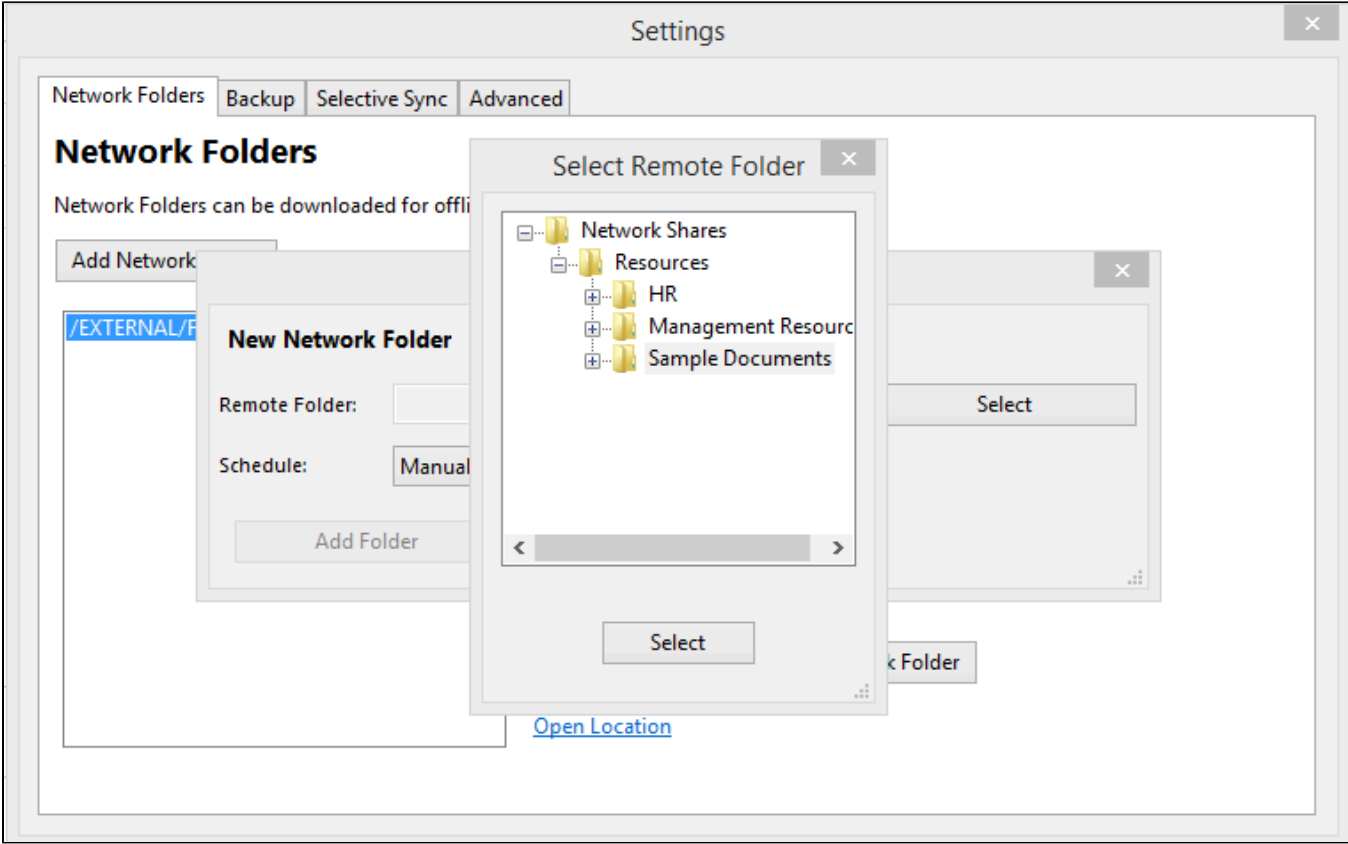 Settings
Network Folders Backup Selective Sync Advanced
Network Folders
Network Folders can be downloaded for offli
Add Network
/EXTERNAL/F
New Network Folder
Remote Folder:
Select
Schedule:
Manual
Add Folder
Select Remote Folder
Network Shares
Resources
HR
Management Resourc
Sample Documents
Select
k Folder
Open Location